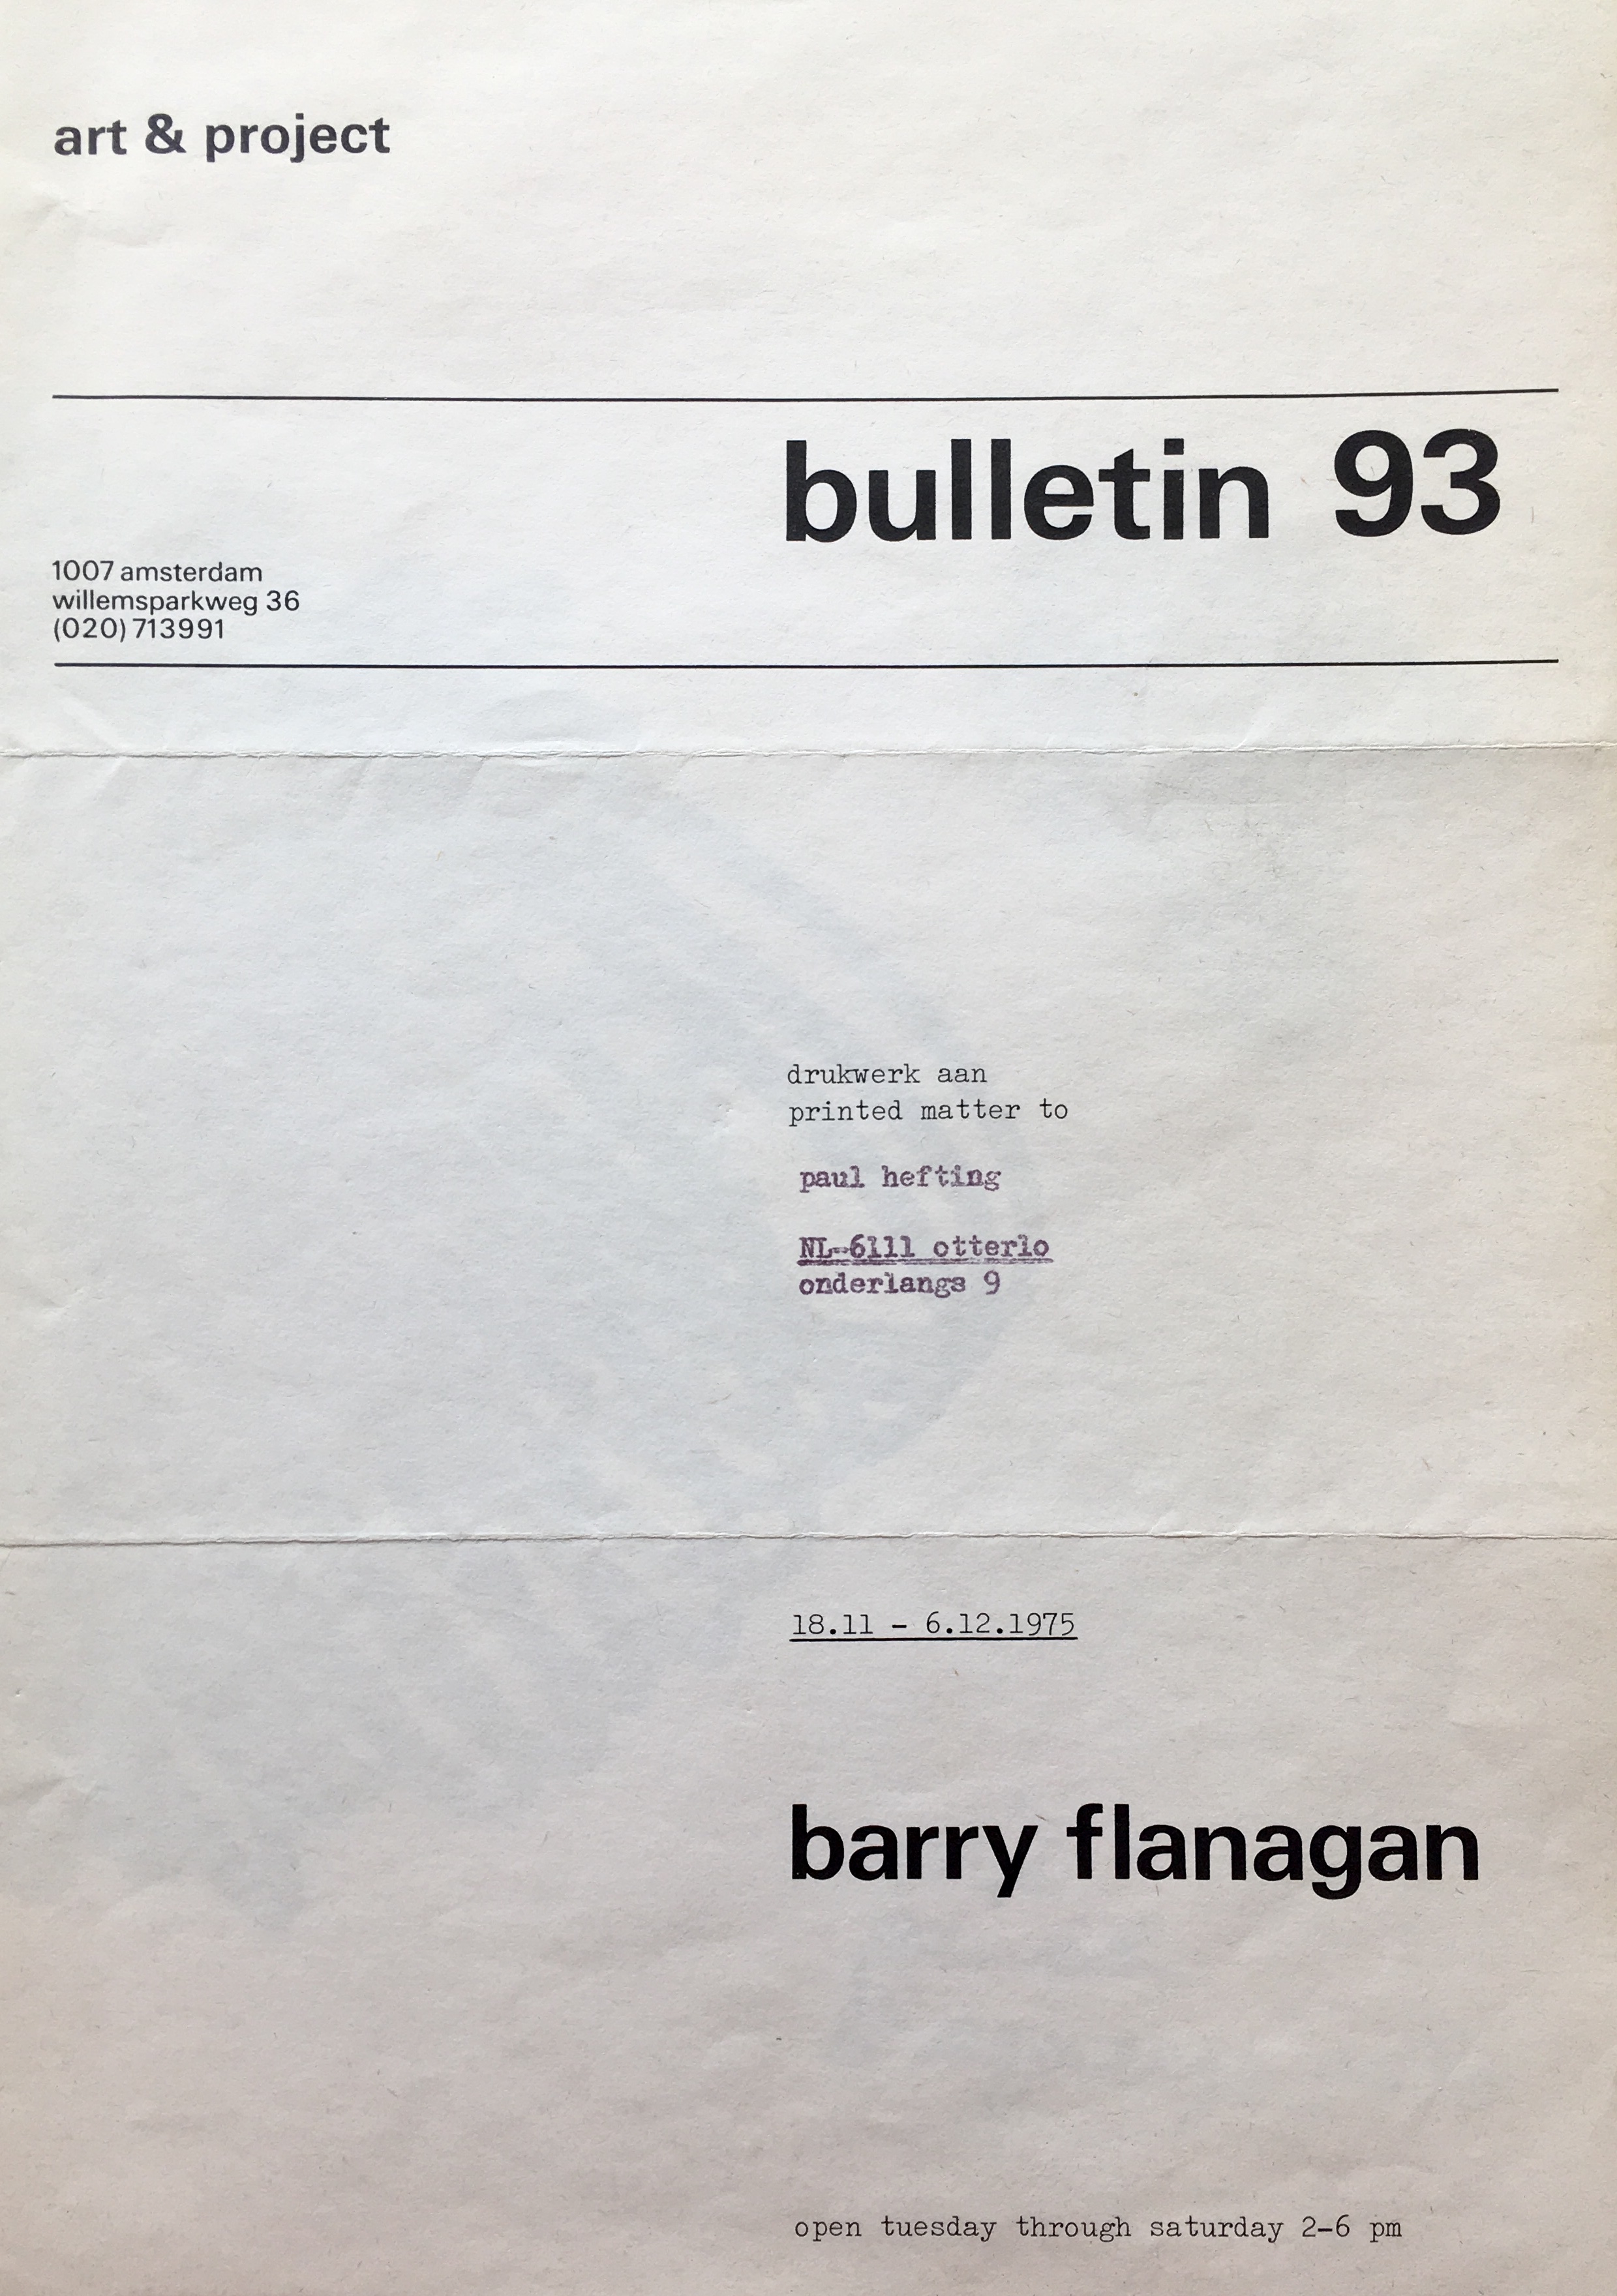 art & project
bulletin 93
1007 amsterdam
willemsparkweg 36
(020) 713991
drukwerk aan
printed matter to
paul hefting
NL-6111 otterlo
onderlangs 9
18.11 - 6.12.1975
barry flanagan
open tuesday through saturday 2-6 pm